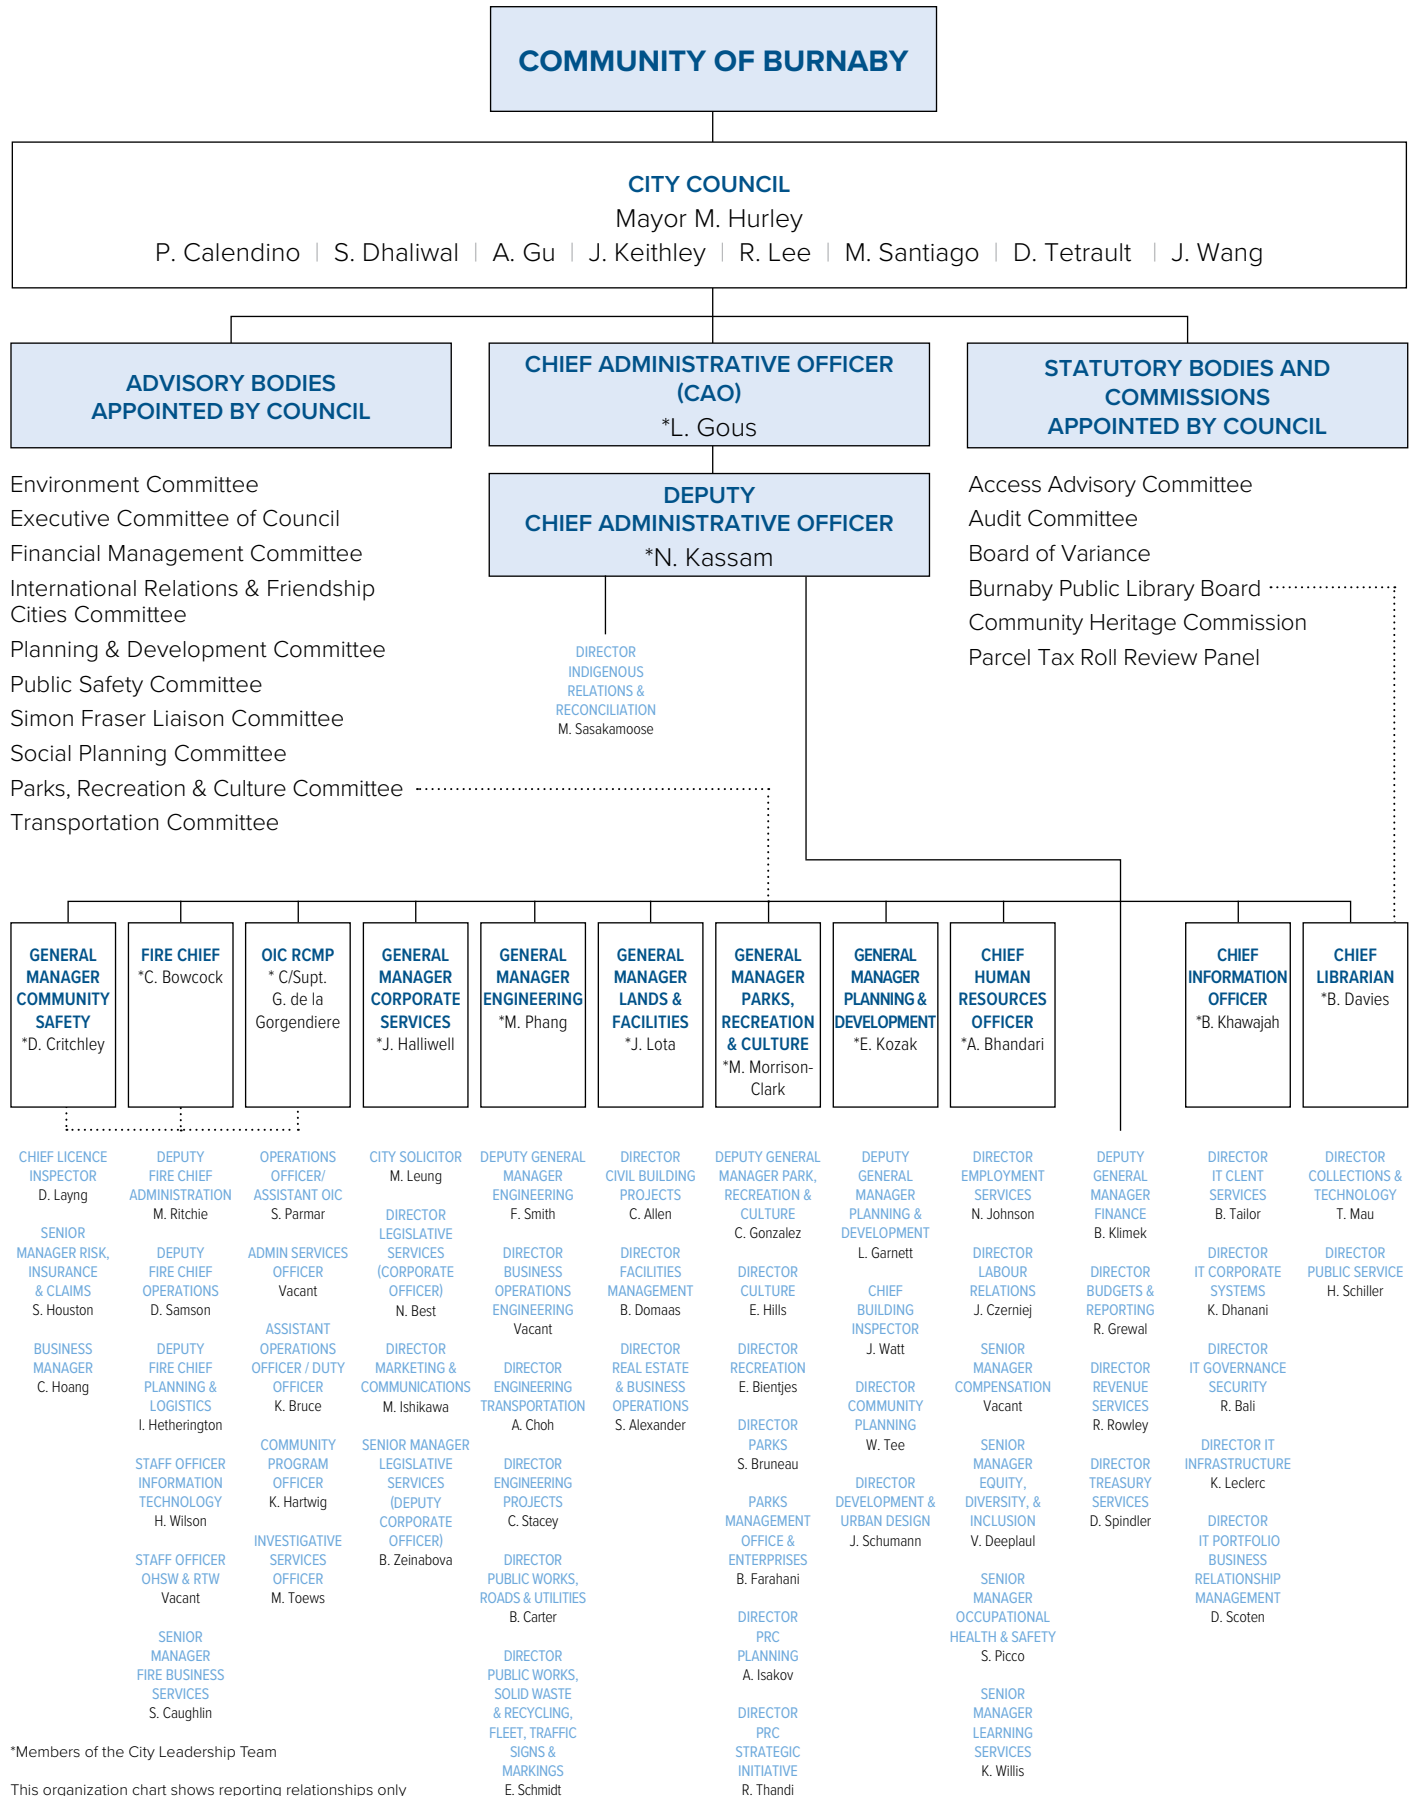 COMMUNITY OF BURNABY
CITY COUNCIL
Mayor M. Hurley
P. Calendino | S. Dhaliwal | A. Gu | J. Keithley | R. Lee | M. Santiago | D. Tetrault | J. Wang
ADVISORY BODIES
APPOINTED BY COUNCIL
Environment Committee
Executive Committee of Council
Financial Management Committee
International Relations & Friendship
Cities Committee
Planning & Development Committee
Public Safety Committee
Simon Fraser Liaison Committee
Social Planning Committee
Parks, Recreation & Culture Committee
Transportation Committee
CHIEF ADMINISTRATIVE OFFICER
(CAO)
*L. Gous
DEPUTY
CHIEF ADMINISTRATIVE OFFICER
*N. Kassam
DIRECTOR
INDIGENOUS
RELATIONS &
RECONCILIATION
M. Sasakamoose
STATUTORY BODIES AND
COMMISSIONS
APPOINTED BY COUNCIL
Access Advisory Committee
Audit Committee
Board of Variance
Burnaby Public Library Board
Community Heritage Commission
Parcel Tax Roll Review Panel
GENERAL
MANAGER
COMMUNITY
SAFETY
*D. Critchley
CHIEF LICENCE
INSPECTOR
D. Layng
SENIOR
MANAGER RISK,
INSURANCE
& CLAIMS
S. Houston
BUSINESS
MANAGER
C. Hoang
FIRE CHIEF
*C. Bowcock
DEPUTY
FIRE CHIEF
ADMINISTRATION
M. Ritchie
DEPUTY
FIRE CHIEF
OPERATIONS
D. Samson
DEPUTY
FIRE CHIEF
PLANNING &
LOGISTICS
I. Hetherington
STAFF OFFICER
INFORMATION
TECHNOLOGY
H. Wilson
STAFF OFFICER
OHSW & RTW
Vacant
SENIOR
MANAGER
FIRE BUSINESS
SERVICES
S. Caughlin
OIC RCMP
* C/Supt.
G. de la
Gorgendiere
OPERATIONS
OFFICER/
ASSISTANT OIC
S. Parmar
ADMIN SERVICES
OFFICER
Vacant
ASSISTANT
OPERATIONS
OFFICER / DUTY
OFFICER
K. Bruce
COMMUNITY
PROGRAM
OFFICER
K. Hartwig
INVESTIGATIVE
SERVICES
OFFICER
M. Toews
GENERAL
MANAGER
CORPORATE
SERVICES
*J. Halliwell
CITY SOLICITOR
M. Leung
DIRECTOR
LEGISLATIVE
SERVICES
(CORPORATE
OFFICER)
N. Best
DIRECTOR
MARKETING &
COMMUNICATIONS
M. Ishikawa
SENIOR MANAGER
LEGISLATIVE
SERVICES
(DEPUTY
CORPORATE
OFFICER)
B. Zeinabova
GENERAL
MANAGER
ENGINEERING
*M. Phang
DEPUTY GENERAL
MANAGER
ENGINEERING
F. Smith
DIRECTOR
BUSINESS
OPERATIONS
ENGINEERING
Vacant
DIRECTOR
ENGINEERING
TRANSPORTATION
A. Choh
DIRECTOR
ENGINEERING
PROJECTS
C. Stacey
DIRECTOR
PUBLIC WORKS,
ROADS & UTILITIES
B. Carter
DIRECTOR
PUBLIC WORKS,
SOLID WASTE
& RECYCLING,
FLEET, TRAFFIC
SIGNS &
MARKINGS
E. Schmidt
GENERAL
MANAGER
LANDS &
FACILITIES
*J. Lota
DIRECTOR
CIVIL BUILDING
PROJECTS
C. Allen
DIRECTOR
FACILITIES
MANAGEMENT
B. Domaas
DIRECTOR
REAL ESTATE
& BUSINESS
OPERATIONS
S. Alexander
GENERAL
MANAGER
PARKS,
RECREATION
& CULTURE
*M. Morrison-
Clark
DEPUTY GENERAL
MANAGER PARK,
RECREATION &
CULTURE
C. Gonzalez
DIRECTOR
CULTURE
E. Hills
DIRECTOR
RECREATION
E. Bientjes
DIRECTOR
PARKS
S. Bruneau
PARKS
MANAGEMENT
OFFICE &
ENTERPRISES
B. Farahani
DIRECTOR
PRC
PLANNING
A. Isakov
DIRECTOR
PRC
STRATEGIC
INITIATIVE
R. Thandi
GENERAL
MANAGER
PLANNING &
DEVELOPMENT
*E. Kozak
DEPUTY
GENERAL
MANAGER
PLANNING &
DEVELOPMENT
L. Garnett
CHIEF
BUILDING
INSPECTOR
J. Watt
DIRECTOR
COMMUNITY
PLANNING
W. Tee
DIRECTOR
DEVELOPMENT &
URBAN DESIGN
J. Schumann
CHIEF
HUMAN
RESOURCES
OFFICER
*A. Bhandari
DIRECTOR
EMPLOYMENT
SERVICES
N. Johnson
DIRECTOR
LABOUR
RELATIONS
J. Czerniej
SENIOR
MANAGER
COMPENSATION
Vacant
SENIOR
MANAGER
EQUITY,
DIVERSITY, &
INCLUSION
V. Deeplaul
SENIOR
MANAGER
OCCUPATIONAL
HEALTH & SAFETY
S. Picco
SENIOR
MANAGER
LEARNING
SERVICES
K. Willis
DEPUTY
GENERAL
MANAGER
FINANCE
B. Klimek
DIRECTOR
BUDGETS &
REPORTING
R. Grewal
DIRECTOR
REVENUE
SERVICES
R. Rowley
DIRECTOR
TREASURY
SERVICES
D. Spindler
CHIEF
INFORMATION
OFFICER
*B. Khawajah
DIRECTOR
IT CLENT
SERVICES
B. Tailor
DIRECTOR
IT CORPORATE
SYSTEMS
K. Dhanani
DIRECTOR
IT GOVERNANCE
SECURITY
R. Bali
DIRECTOR IT
INFRASTRUCTURE
K. Leclerc
DIRECTOR
IT PORTFOLIO
BUSINESS
RELATIONSHIP
MANAGEMENT
D. Scoten
CHIEF
LIBRARIAN
*B. Davies
DIRECTOR
COLLECTIONS &
TECHNOLOGY
T. Mau
DIRECTOR
PUBLIC SERVICE
H. Schiller
*Members of the City Leadership Team
This organization chart shows reporting relationships only